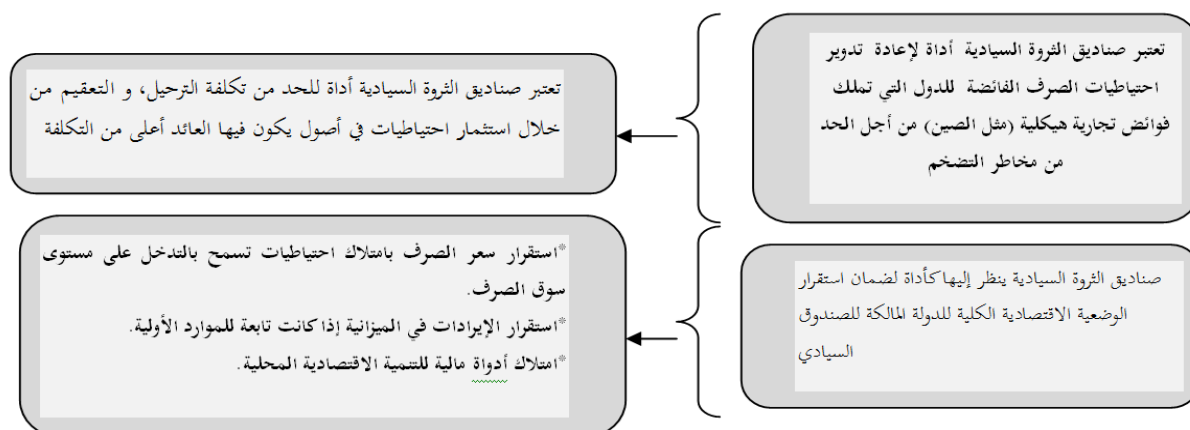 تعتبر صناديق الثروة السيادية أداة لإعادة تدوير
احتياطيات الصرف الفائضة للدول التي تملك
فوائض تجارية هيكلية (مثل الصين) من أجل الحد
من مخاطر التضخم
تعتبر صناديق الثروة السيادية أداة للحد من تكلفة الترحيل، و التعقيم من
خلال استثمار احتياطيات في أصول يكون فيها العائد أعلى من التكلفة
صناديق الثروة السيادية ينظر إليها كأداة لضمان استقرار
الوضعية الاقتصادية الكلية للدولة المالكة للصندوق
السيادي
*استقرار سعر الصرف بامتلاك احتياطيات تسمح بالتدخل على مستوى
سوق الصرف.
*استقرار الإيرادات في الميزانية إذا كانت تابعة للموارد الأولية.
*امتلاك أدواة مالية للتنمية الاقتصادية المحلية.